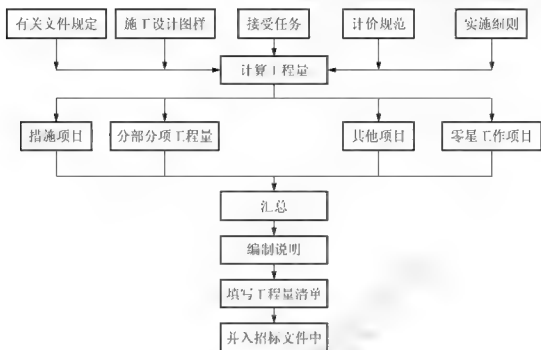 有关文件规定
施工设计图样
接受任务
计价规范
实施细则
计算工程量
措施项目
分部分项工程量
其他项目
零星工作项目
汇总
编制说明
填写工程量清单
并入招标文件中